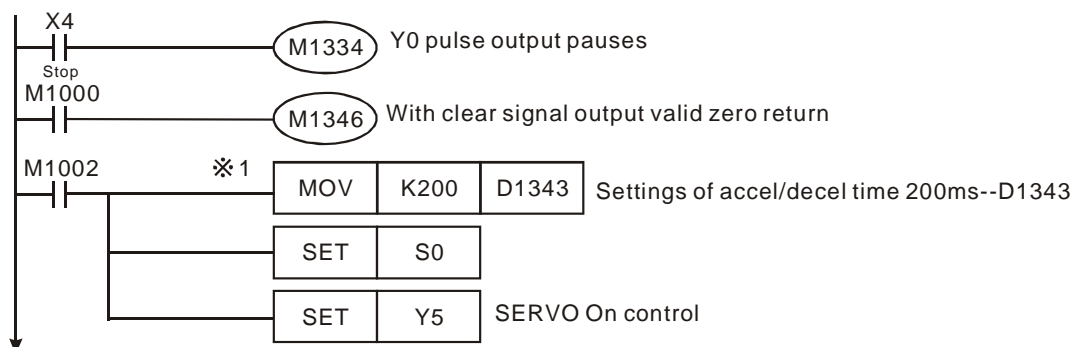 X4
M1334 Y0 pulse output pauses
Stop
M1000
M1346 With clear signal output valid zero return
M1002 ※1
MOV K200 D1343 Settings of accel/decel time 200ms--D1343
SET S0
SET Y5 SERVO On control